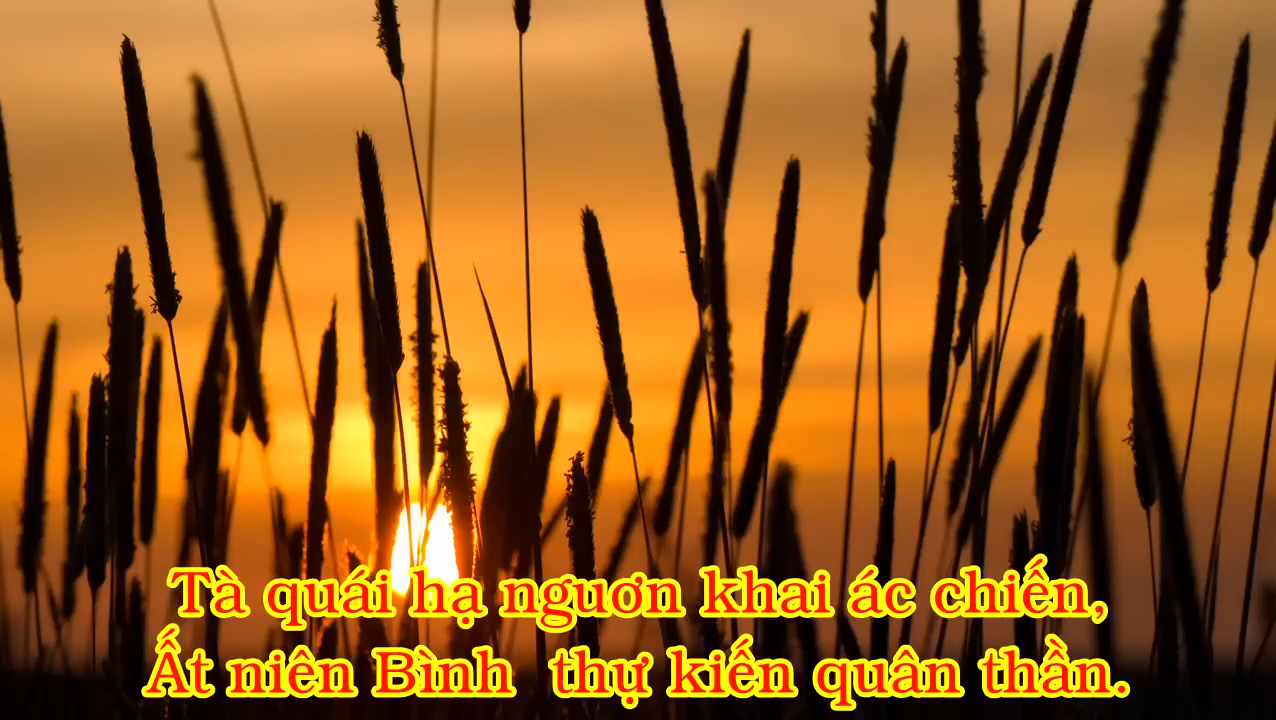 Tà quái hạ nguơn khai ác chiến,
Ất niên Bình  thự kiến quân thần.